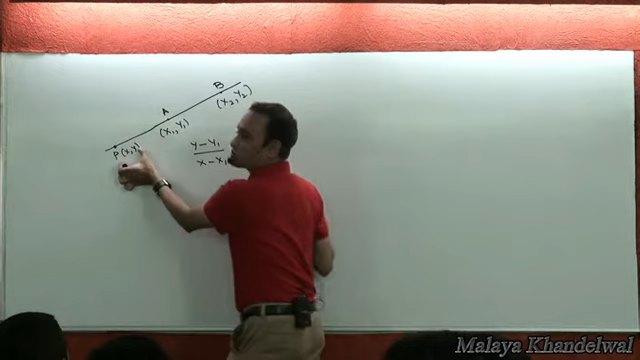 B
(x₂, y₂)
A
(x₁, y₁)
P(x, y)
y - y₁
x - x₁
Malaya Khandelwal